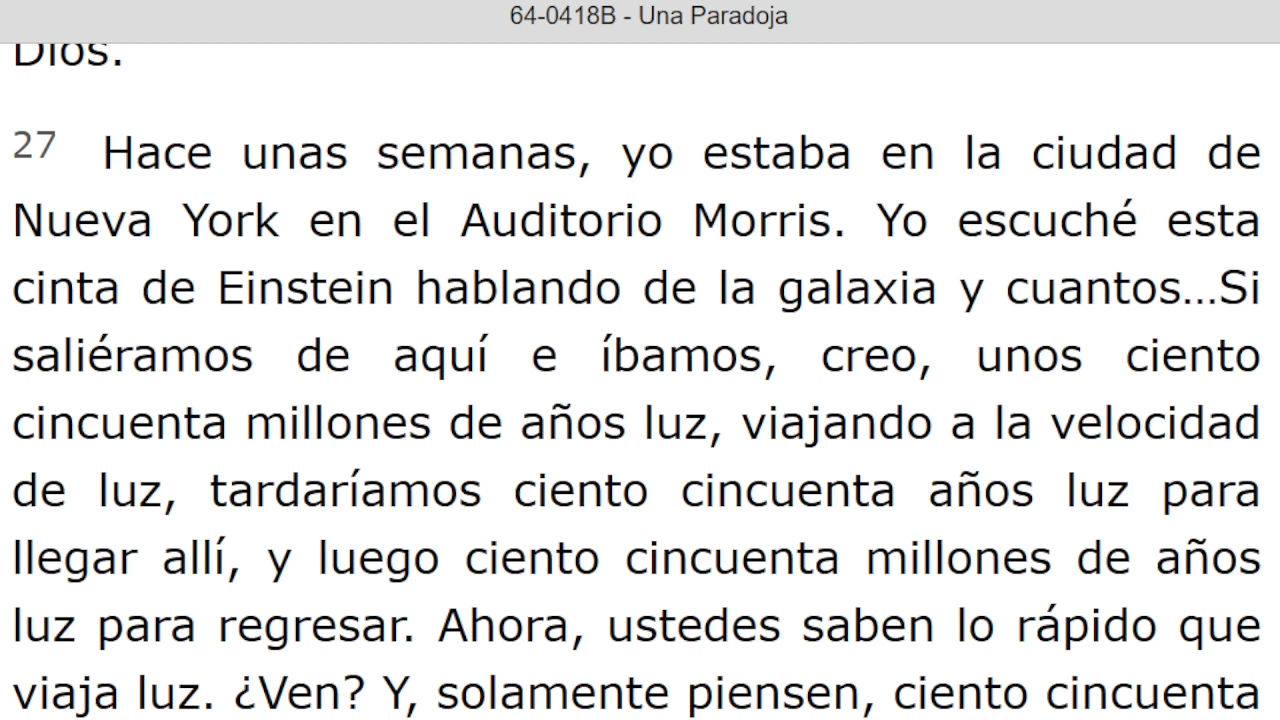 64-0418B - Una Paradoja
Dios.
27 Hace unas semanas, yo estaba en la ciudad de
Nueva York en el Auditorio Morris. Yo escuché esta
cinta de Einstein hablando de la galaxia y cuantos...Si
saliéramos de aquí e íbamos, creo, unos ciento
cincuenta millones de años luz, viajando a la velocidad
de luz, tardaríamos ciento cincuenta años luz para
llegar allí, y luego ciento cincuenta millones de años
luz para regresar. Ahora, ustedes saben lo rápido que
viaja luz. ¿Ven? Y, solamente piensen, ciento cincuenta